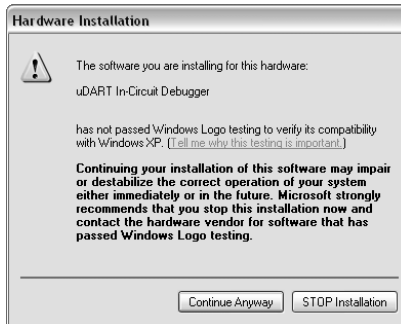 Hardware Installation
The software you are installing for this hardware:
uDART In-Circuit Debugger
has not passed Windows Logo testing to verify its compatibility
with Windows XP. (Tell me why this testing is important.)
Continuing your installation of this software may impair
or destabilize the correct operation of your system
either immediately or in the future. Microsoft strongly
recommends that you stop this installation now and
contact the hardware vendor for software that has
passed Windows Logo testing.
Continue Anyway
STOP Installation